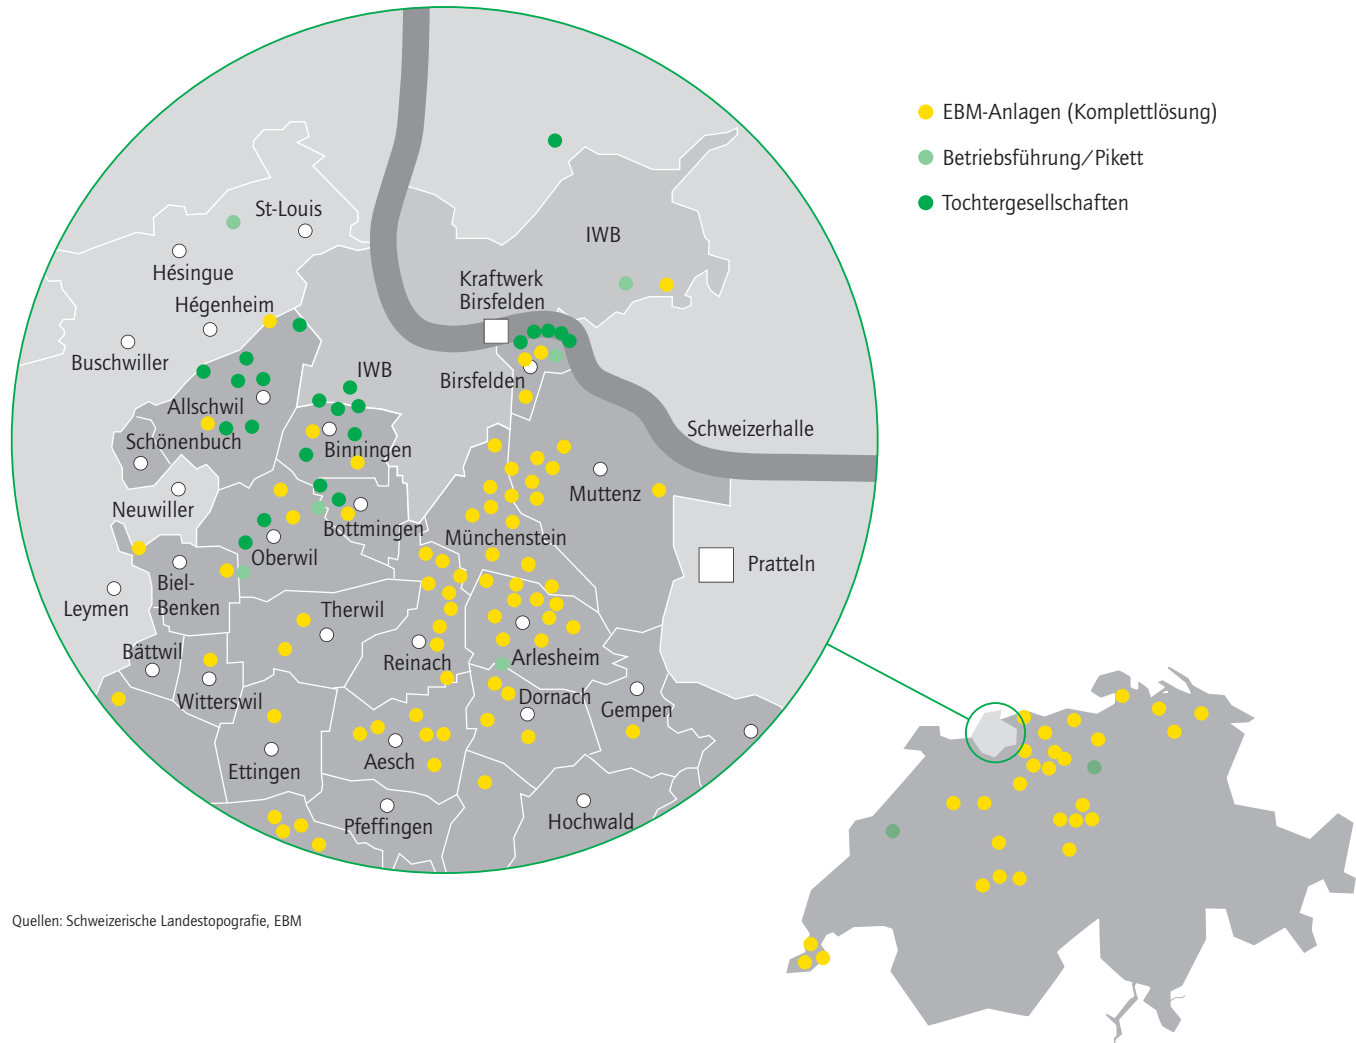 EBM-Anlagen (Komplettlösung)
Betriebsführung/Pikett
Tochtergesellschaften
St-Louis
IWB
Hésingue
Kraftwerk
Birsfelden
Hégenheim
Buschwiller
IWB
Birsfelden
Allschwil
Schönenbuch
Schweizerhalle
Binningen
Muttenz
Neuwiller
Bottmingen
Münchenstein
Oberwil
Pratteln
Biel-
Benken
Leymen
Therwil
Bättwil
Reinach
Arlesheim
Witterswil
Dornach
Gempen
Aesch
Ettingen
Pfeffingen
Hochwald
Quellen: Schweizerische Landestopografie, EBM